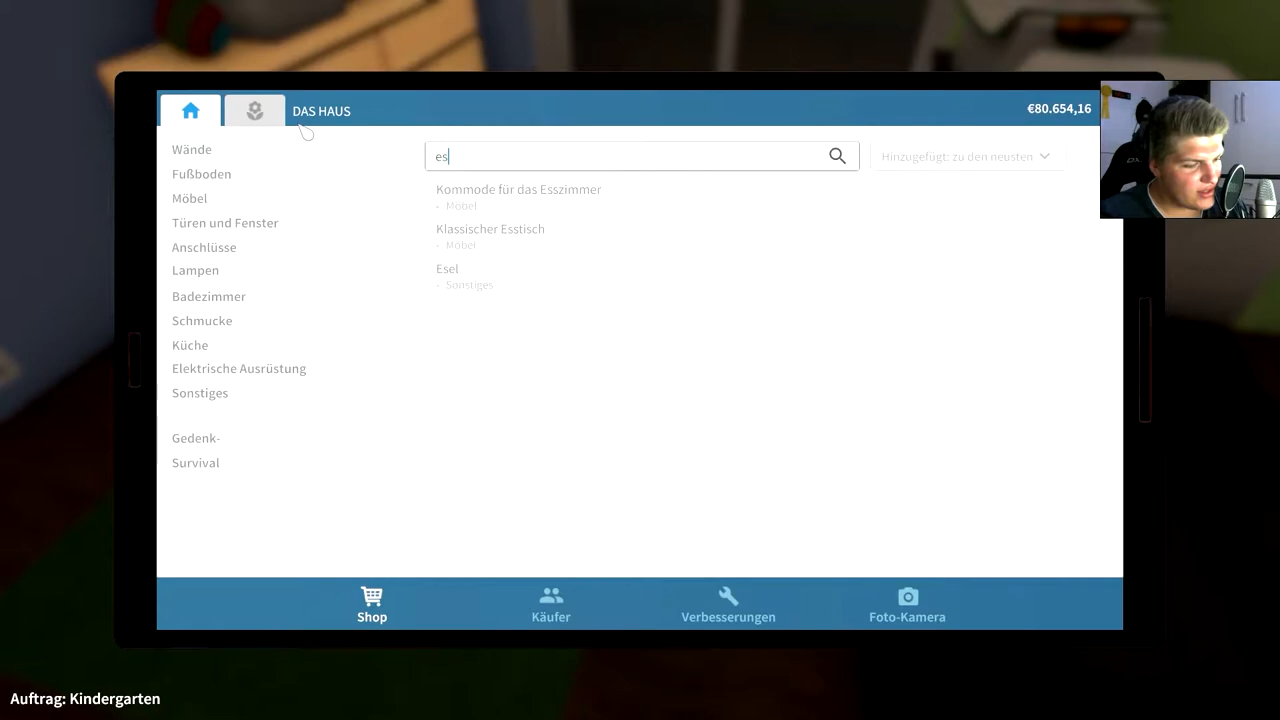 DAS HAUS
€80.654,16
Wände
Fußboden
Möbel
Türen und Fenster
Anschlüsse
Lampen
Badezimmer
Schmucke
Küche
Elektrische Ausrüstung
Sonstiges
Gedenk-
Survival
es
Hinzugefügt: zu den neusten
Kommode für das Esszimmer
- Möbel
Klassischer Esstisch
- Möbel
Esel
- Sonstiges
Shop
Käufer
Verbesserungen
Foto-Kamera
Auftrag: Kindergarten